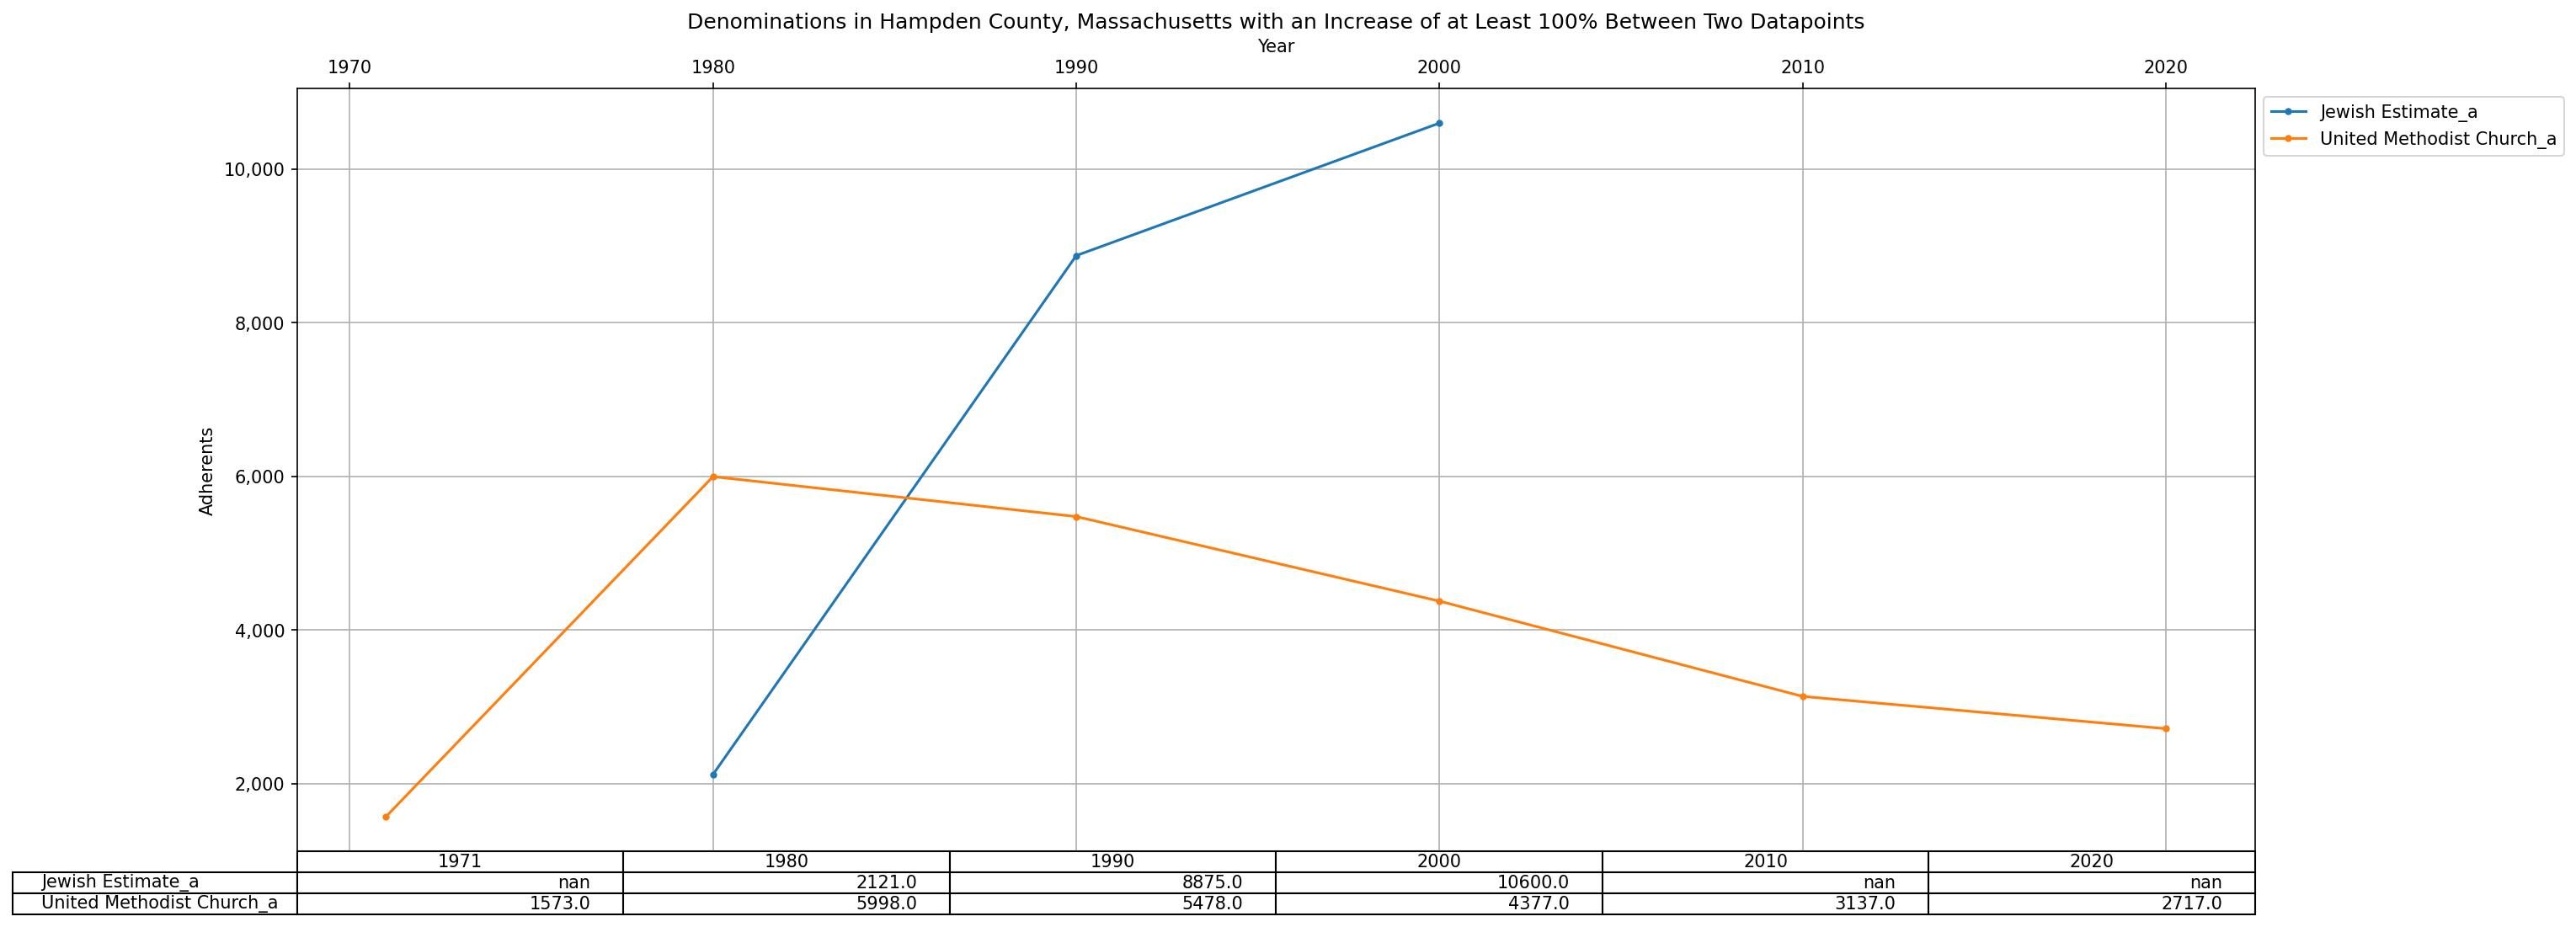 Denominations in Hampden County, Massachusetts with an Increase of at Least 100% Between Two Datapoints
Year
1970 1980 1990 2000 2010 2020
Jewish Estimate_a
United Methodist Church_a
10,000
8,000
6,000
4,000
2,000
Adherents
1971 1980 1990 2000 2010 2020
Jewish Estimate_a nan 2121.0 8875.0 10600.0 nan nan
United Methodist Church_a 1573.0 5998.0 5478.0 4377.0 3137.0 2717.0